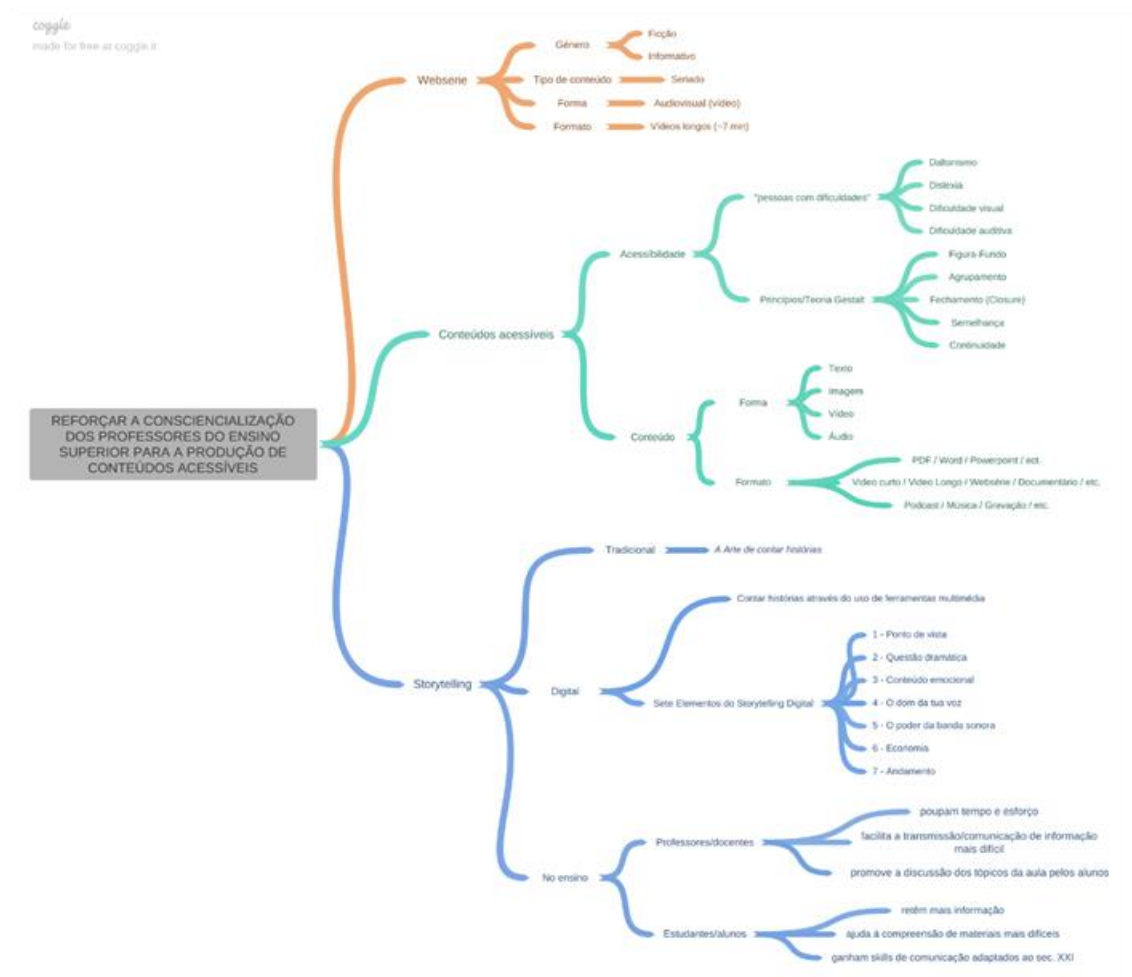 coggle
made for free at coggle.it
Webserie
Género
Ficção
Informativo
Tipo de conteúdo
Seriado
Forma
Audiovisual (vídeo)
Formato
Vídeos longos (~7 min)
REFORÇAR A CONSCIENCIALIZAÇÃO
DOS PROFESSORES DO ENSINO
SUPERIOR PARA A PRODUÇÃO DE
CONTEÚDOS ACESSÍVEIS
Conteúdos acessíveis
Acessibilidade
"pessoas com dificuldades"
Daltonismo
Dislexia
Dificuldade visual
Dificuldade auditiva
Princípios/Teoria Gestalt
Figura-Fundo
Agrupamento
Fechamento (Closure)
Semelhança
Continuidade
Conteúdo
Forma
Texto
Imagem
Vídeo
Áudio
Formato
PDF / Word / Powerpoint / ect.
Vídeo curto / Vídeo Longo / Websérie / Documentário / etc.
Podcast / Música / Gravação / etc.
Storytelling
Tradicional
A Arte de contar histórias
Digital
Contar histórias através do uso de ferramentas multimédia
Sete Elementos do Storytelling Digital
1 - Ponto de vista
2 - Questão dramática
3 - Conteúdo emocional
4 - O dom da tua voz
5 - O poder da banda sonora
6 - Economia
7 - Andamento
No ensino
Professores/docentes
poupam tempo e esforço
facilita a transmissão/comunicação de informação
mais difícil
promove a discussão dos tópicos da aula pelos alunos
Estudantes/alunos
retêm mais informação
ajuda à compreensão de materiais mais difíceis
ganham skills de comunicação adaptados ao sec. XXI